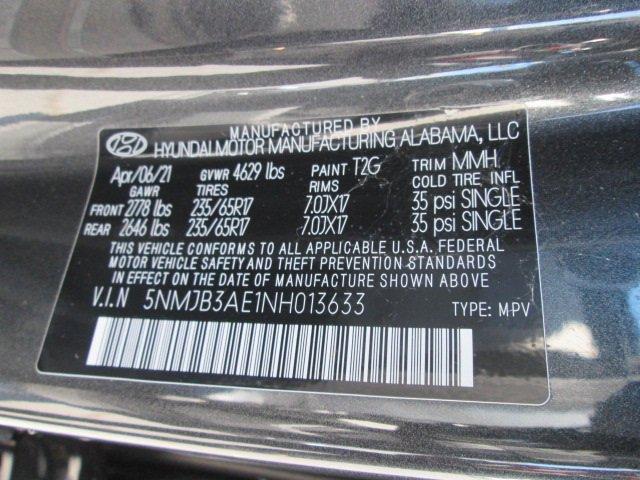 MANUFACTURED BY
HYUNDAI MOTOR MANUFACTURING ALABAMA, LLC
Apr/06/21 GVWR 4629 lbs PAINT T2G TRIM MMH
GAWR TIRES RIMS COLD TIRE INFL
FRONT 2778 lbs 235/65R17 7.0JX17 35 psi SINGLE
REAR 2646 lbs 235/65R17 7.0JX17 35 psi SINGLE
THIS VEHICLE CONFORMS TO ALL APPLICABLE U.S.A. FEDERAL
MOTOR VEHICLE SAFETY AND THEFT PREVENTION STANDARDS
IN EFFECT ON THE DATE OF MANUFACTURE SHOWN ABOVE
V.I.N 5NMJB3AE1NH013633 TYPE: MPV